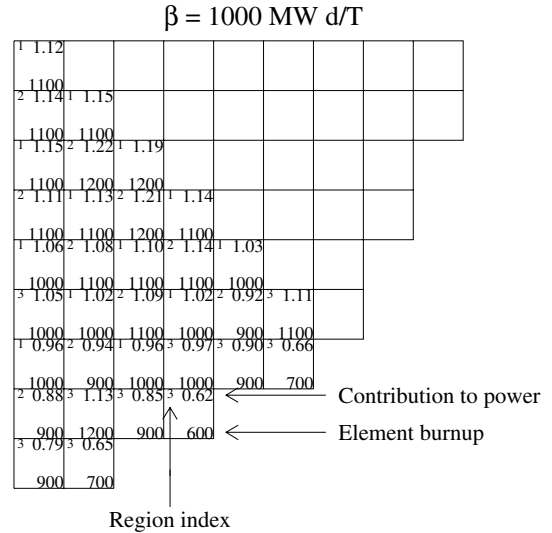 β = 1000 MW d/T
1 1.12
1100
2 1.14 1 1.15
1100 1100
1 1.15 2 1.22 1 1.19
1100 1200 1200
2 1.11 1 1.13 2 1.21 1 1.14
1100 1100 1200 1100
1 1.06 2 1.08 1 1.10 2 1.14 1 1.03
1000 1100 1100 1100 1000
3 1.05 1 1.02 2 1.09 1 1.02 2 0.92 3 1.11
1000 1000 1100 1000 900 1100
1 0.96 2 0.94 1 0.96 3 0.97 3 0.90 3 0.66
1000 900 1000 1000 900 700
2 0.88 3 1.13 3 0.85 3 0.62 Contribution to power
900 1200 900 600 Element burnup
3 0.79 3 0.65
900 700
Region index